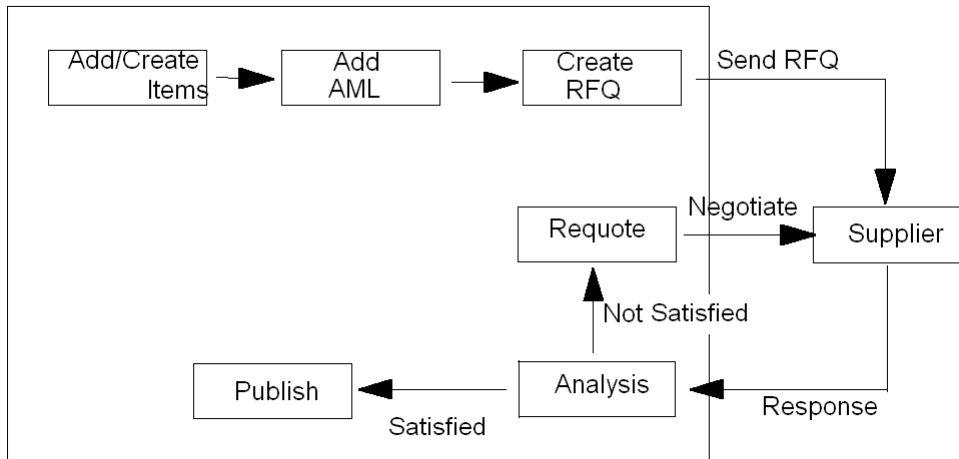 Add/Create
Items
Add
AML
Create
RFQ
Send RFQ
Requote
Negotiate
Supplier
Not Satisfied
Publish
Satisfied
Analysis
Response